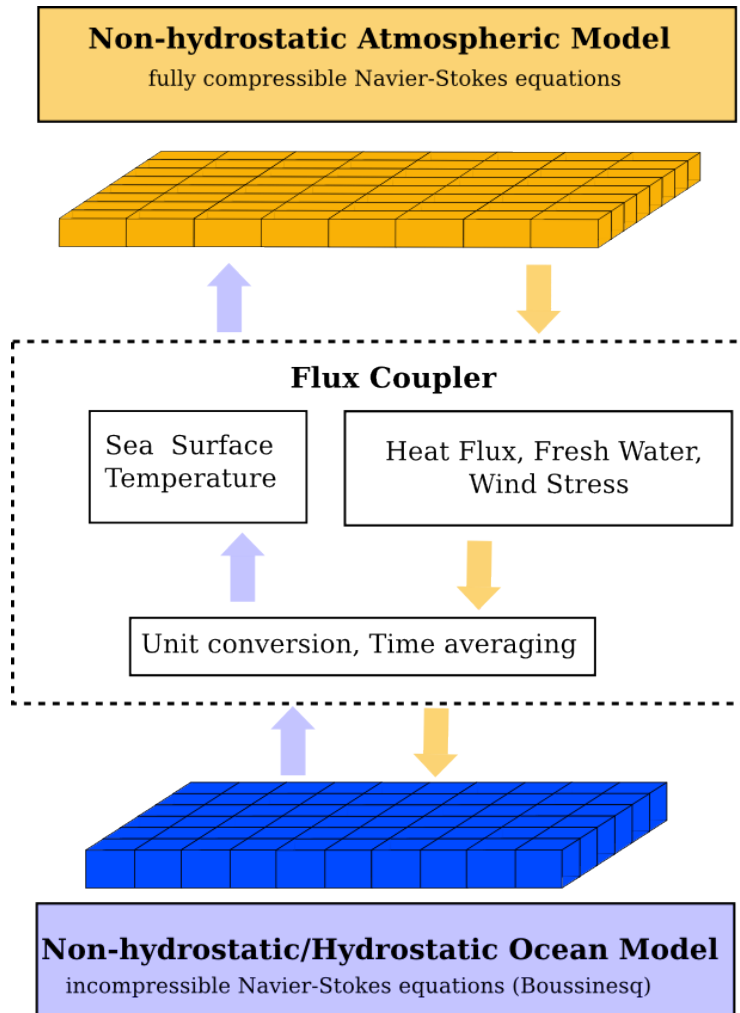 Non-hydrostatic Atmospheric Model
fully compressible Navier-Stokes equations
Flux Coupler
Sea Surface
Temperature
Heat Flux, Fresh Water,
Wind Stress
Unit conversion, Time averaging
Non-hydrostatic/Hydrostatic Ocean Model
incompressible Navier-Stokes equations (Boussinesq)